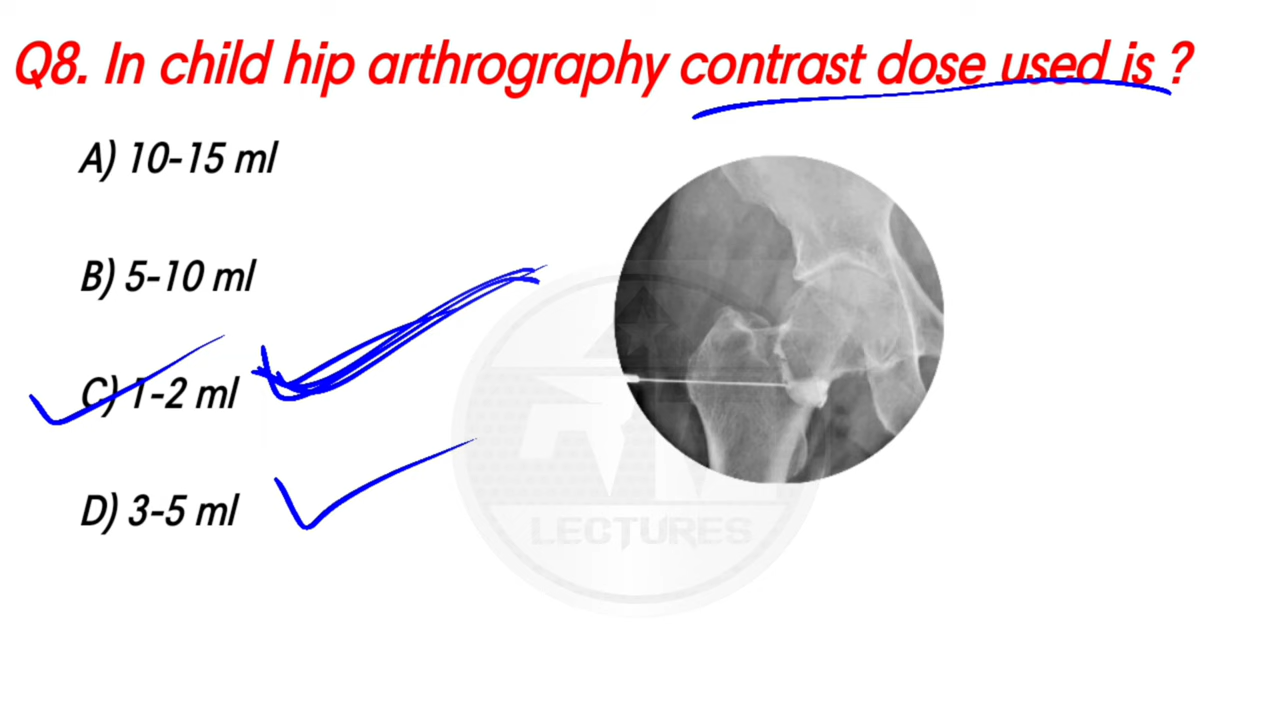 Q8. In child hip arthrography contrast dose used is ?
A) 10-15 ml
B) 5-10 ml
C) 1-2 ml
D) 3-5 ml
LECTURES